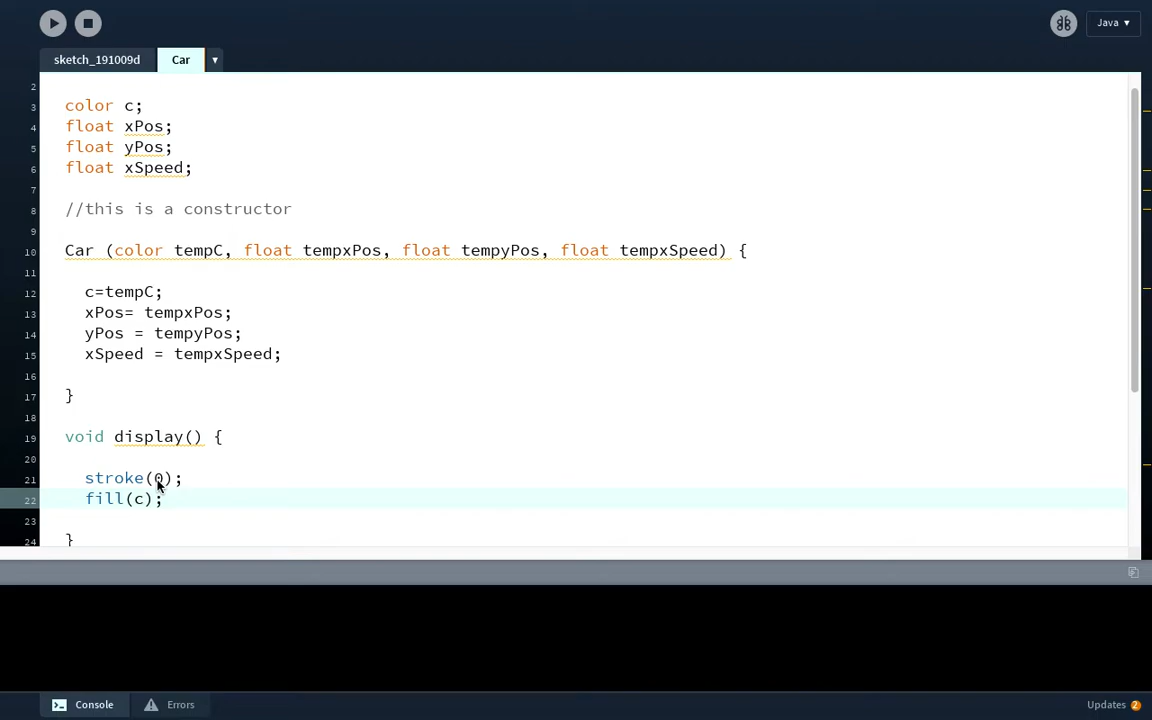 Java ▾
sketch_191009d Car ▼
2
3 color c;
4 float xPos;
5 float yPos;
6 float xSpeed;
7
8 //this is a constructor
9
10 Car (color tempC, float tempxPos, float tempyPos, float tempxSpeed) {
11
12 c=tempC;
13 xPos= tempxPos;
14 yPos = tempyPos;
15 xSpeed = tempxSpeed;
16
17 }
18
19 void display() {
20
21 stroke(0);
22 fill(c);
23
24 }
Console Errors Updates 2